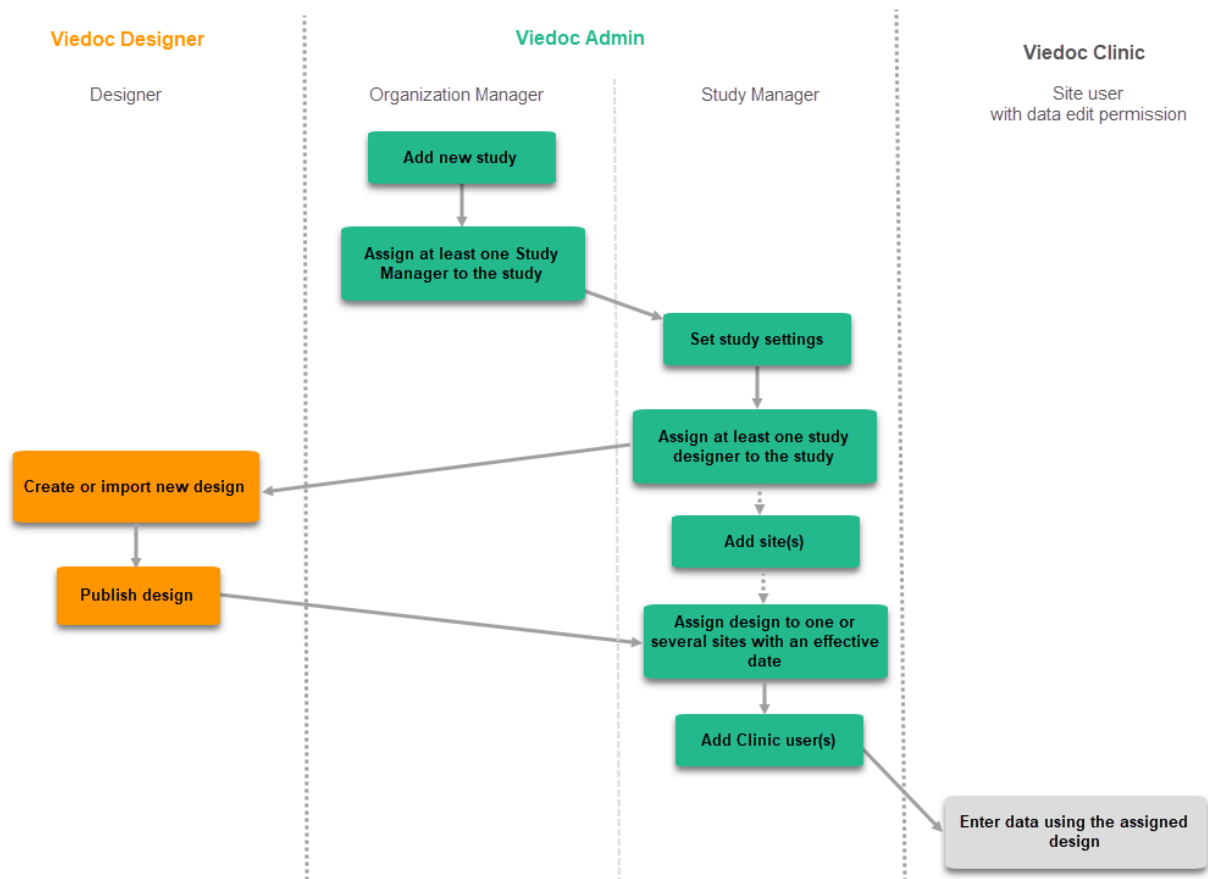 Viedoc Designer
Viedoc Admin
Viedoc Clinic
Designer
Organization Manager
Study Manager
Site user
with data edit permission
Add new study
Assign at least one Study
Manager to the study
Set study settings
Assign at least one study
designer to the study
Create or import new design
Add site(s)
Publish design
Assign design to one or
several sites with an effective
date
Add Clinic user(s)
Enter data using the assigned
design